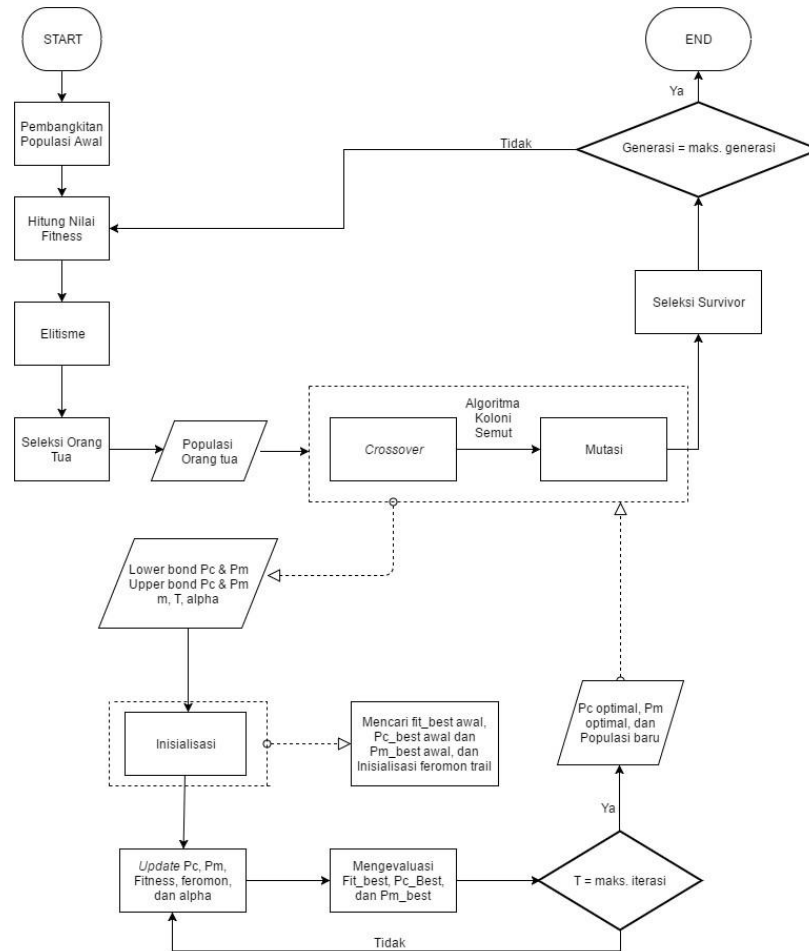 START
END
Ya
Pembangkitan
Populasi Awal
Tidak
Generasi = maks. generasi
Hitung Nilai
Fitness
Seleksi Survivor
Elitisme
Algoritma
Koloni
Semut
Seleksi Orang
Tua
Populasi
Orang tua
Crossover
Mutasi
Lower bond Pc & Pm
Upper bond Pc & Pm
m, T, alpha
Pc optimal, Pm
optimal, dan
Populasi baru
Inisialisasi
Mencari fit_best awal,
Pc_best awal dan
Pm_best awal, dan
Inisialisasi feromon trail
Ya
Update Pc, Pm,
Fitness, feromon,
dan alpha
Mengevaluasi
Fit_best, Pc_Best,
dan Pm_best
T = maks. iterasi
Tidak